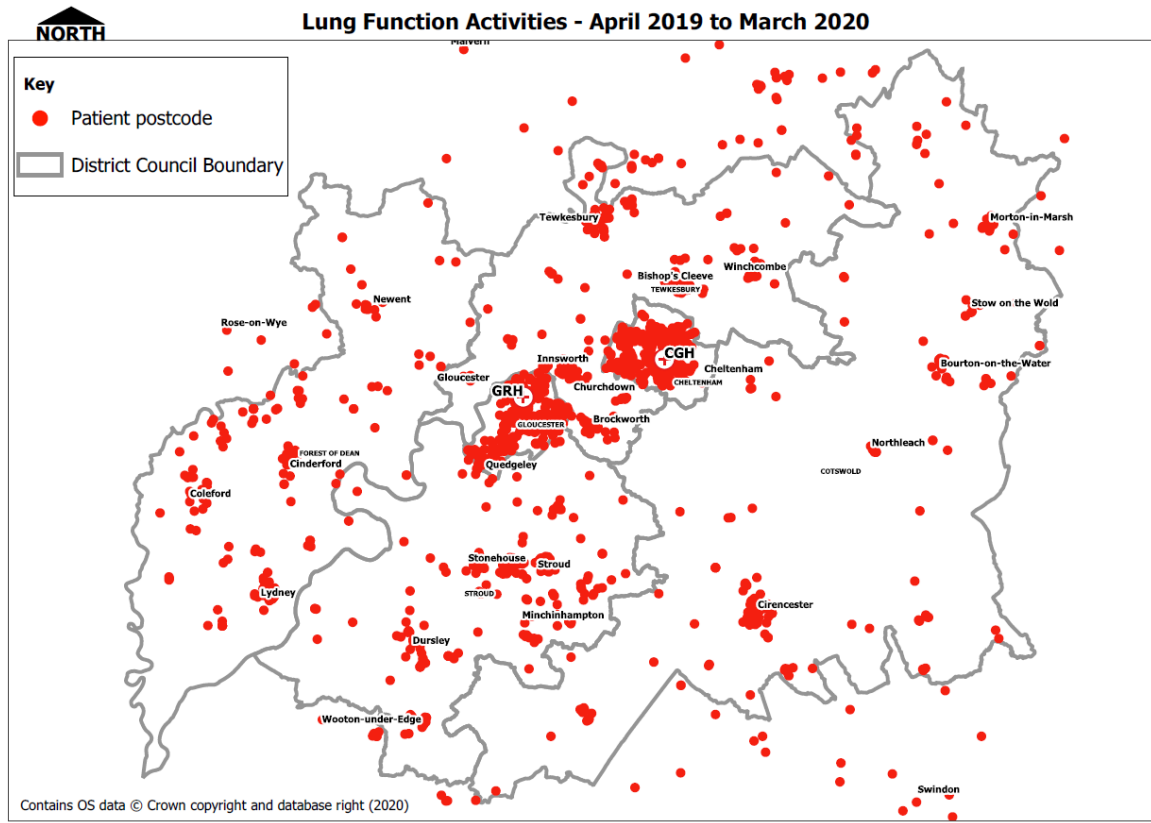 Lung Function Activities - April 2019 to March 2020
NORTH
Key
Patient postcode
District Council Boundary
Malvern
Tewkesbury
Morton-in-Marsh
Bishop's Cleeve
Winchcombe
TEWKESBURY
Newent
Stow on the Wold
Rose-on-Wye
Innsworth
CGH
Bourton-on-the-Water
Gloucester
Churchdown
Cheltenham
CHELTENHAM
GRH
Brockworth
GLOUCESTER
Northleach
FOREST OF DEAN
Cinderford
Quedgeley
COTSWOLD
Coleford
Stonehouse
Stroud
Lydney
STROUD
Cirencester
Minchinhampton
Dursley
Wooton-under-Edge
Swindon
Contains OS data © Crown copyright and database right (2020)